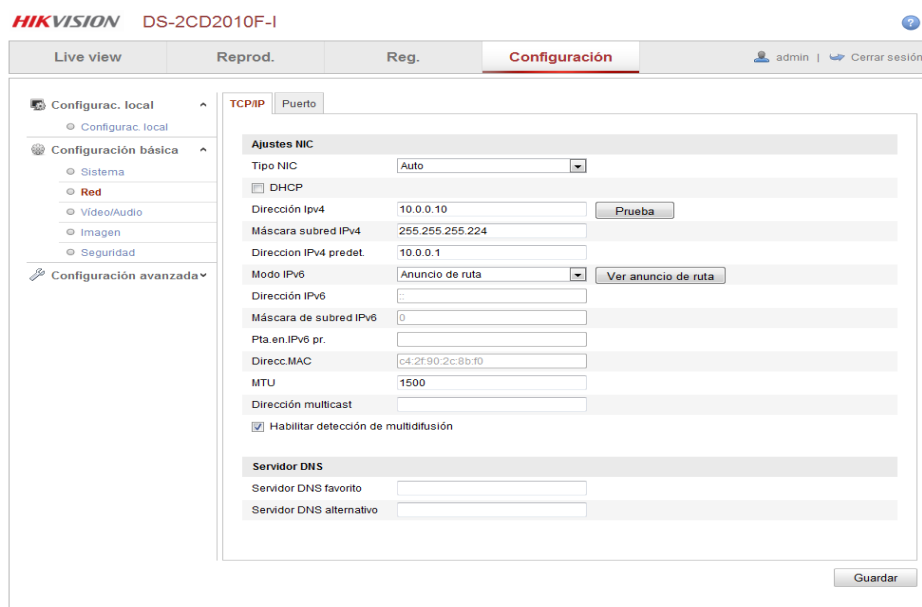 HIKVISION DS-2CD2010F-I ?
Live view Reprod. Reg. Configuración admin | Cerrar sesión
Configurac. local
Configurac. local
Configuración básica
Sistema
Red
Vídeo/Audio
Imagen
Seguridad
Configuración avanzada
TCP/IP Puerto
Ajustes NIC
Tipo NIC Auto
DHCP
Dirección Ipv4 10.0.0.10 Prueba
Máscara subred IPv4 255.255.255.224
Direccion IPv4 predet. 10.0.0.1
Modo IPv6 Anuncio de ruta Ver anuncio de ruta
Dirección IPv6 ::
Máscara de subred IPv6 0
Pta.en.IPv6 pr.
Direcc.MAC c4:2f:90:2c:8b:f0
MTU 1500
Dirección multicast
Habilitar detección de multidifusión
Servidor DNS
Servidor DNS favorito
Servidor DNS alternativo
Guardar